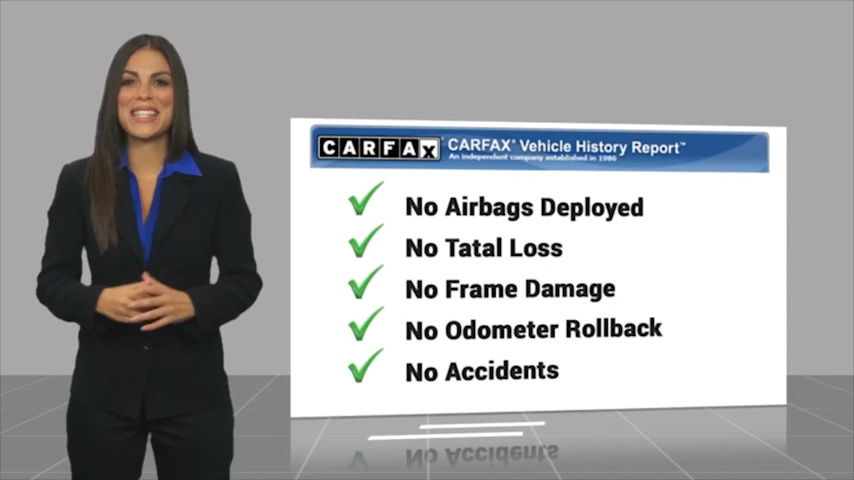 CARFAX CARFAX® Vehicle History Report™
An independent company established in 1986
No Airbags Deployed
No Tatal Loss
No Frame Damage
No Odometer Rollback
No Accidents
No Accidents